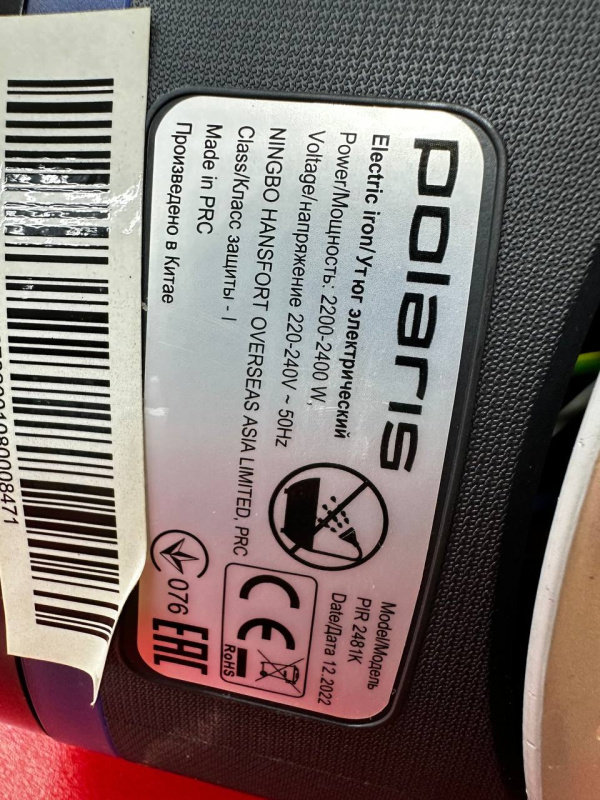 polaris
Electric iron/Утюг электрический
Power/Мощность: 2200-2400 W,
Voltage/напряжение 220-240V ~ 50Hz
NINGBO HANSFORT OVERSEAS ASIA LIMITED, PRC
Class/Класс защиты - I
Made in PRC
Произведено в Китае
Model/Модель
PIR 2481K
Date/Дата 12.2022
CE
RoHS
076
EAC